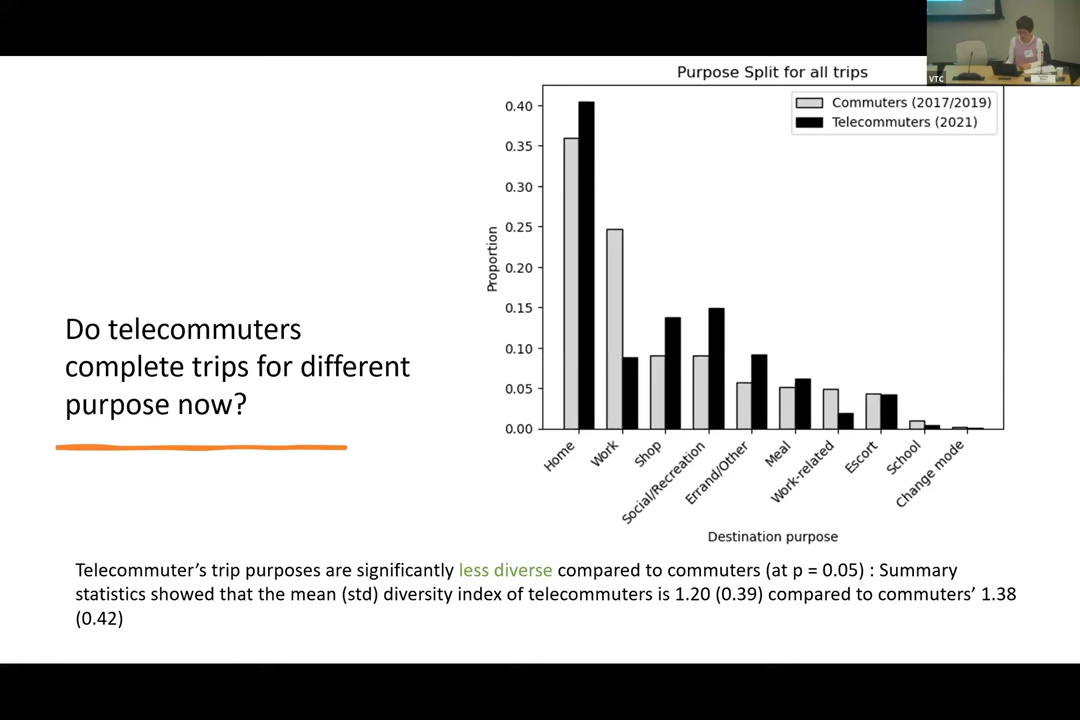 VTC
Purpose Split for all trips
Commuters (2017/2019)
Telecommuters (2021)
0.40
0.35
0.30
0.25
0.20
0.15
0.10
0.05
0.00
Proportion
Home
Work
Shop
Social/Recreation
Errand/Other
Meal
Work-related
Escort
School
Change mode
Destination purpose
Do telecommuters
complete trips for different
purpose now?
Telecommuter’s trip purposes are significantly less diverse compared to commuters (at p = 0.05) : Summary
statistics showed that the mean (std) diversity index of telecommuters is 1.20 (0.39) compared to commuters’ 1.38
(0.42)